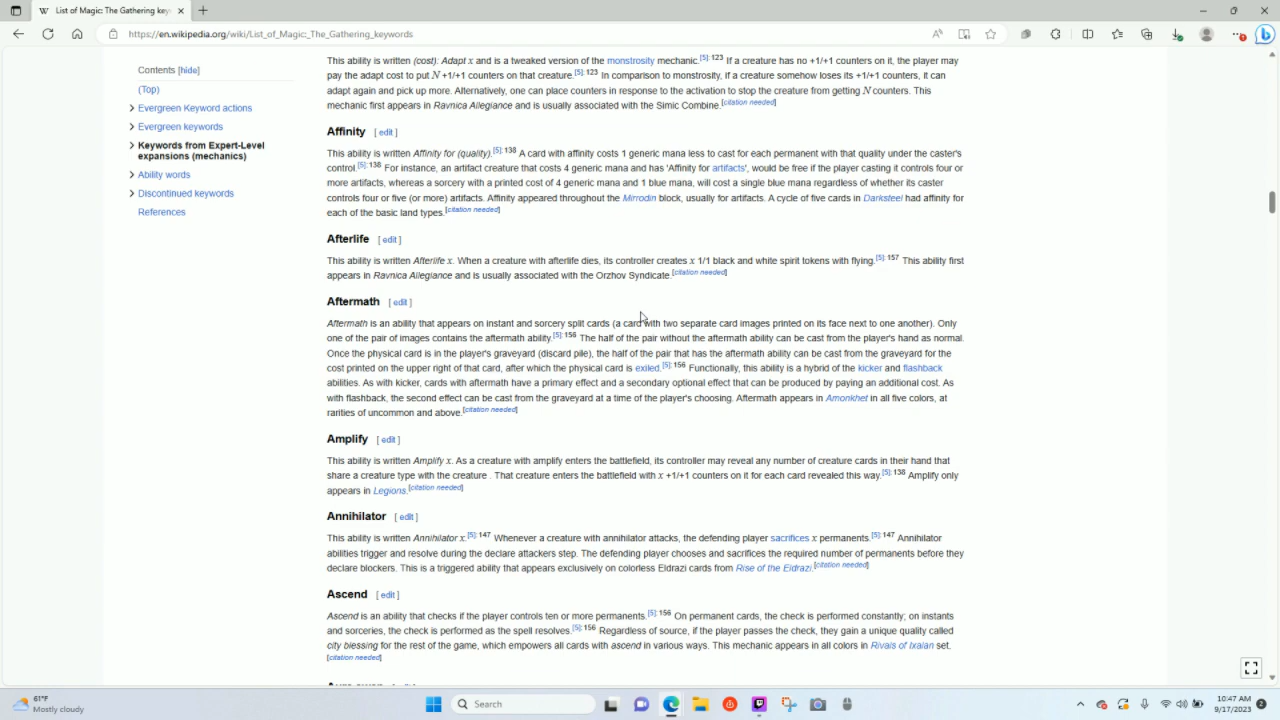 List of Magic: The Gathering key
https://en.wikipedia.org/wiki/List_of_Magic:_The_Gathering_keywords
Contents [hide]
(Top)
Evergreen Keyword actions
Evergreen keywords
Keywords from Expert-Level
expansions (mechanics)
Ability words
Discontinued keywords
References
This ability is written (cost): Adapt x and is a tweaked version of the monstrosity mechanic.[5]: 123 If a creature has no +1/+1 counters on it, the player may
pay the adapt cost to put N +1/+1 counters on that creature.[5]: 123 In comparison to monstrosity, if a creature somehow loses its +1/+1 counters, it can
adapt again and pick up more. Alternatively, one can place counters in response to the activation to stop the creature from getting N counters. This
mechanic first appears in Ravnica Allegiance and is usually associated with the Simic Combine.[citation needed]
Affinity [ edit ]
This ability is written Affinity for (quality).[5]: 138 A card with affinity costs 1 generic mana less to cast for each permanent with that quality under the caster's
control.[5]: 138 For instance, an artifact creature that costs 4 generic mana and has 'Affinity for artifacts', would be free if the player casting it controls four or
more artifacts, whereas a sorcery with a printed cost of 4 generic mana and 1 blue mana, will cost a single blue mana regardless of whether its caster
controls four or five (or more) artifacts. Affinity appeared throughout the Mirrodin block, usually for artifacts. A cycle of five cards in Darksteel had affinity for
each of the basic land types.[citation needed]
Afterlife [ edit ]
This ability is written Afterlife x. When a creature with afterlife dies, its controller creates x 1/1 black and white spirit tokens with flying.[5]: 157 This ability first
appears in Ravnica Allegiance and is usually associated with the Orzhov Syndicate.[citation needed]
Aftermath [ edit ]
Aftermath is an ability that appears on instant and sorcery split cards (a card with two separate card images printed on its face next to one another). Only
one of the pair of images contains the aftermath ability.[5]: 156 The half of the pair without the aftermath ability can be cast from the player's hand as normal.
Once the physical card is in the player's graveyard (discard pile), the half of the pair that has the aftermath ability can be cast from the graveyard for the
cost printed on the upper right of that card, after which the physical card is exiled.[5]: 156 Functionally, this ability is a hybrid of the kicker and flashback
abilities. As with kicker, cards with aftermath have a primary effect and a secondary optional effect that can be produced by paying an additional cost. As
with flashback, the second effect can be cast from the graveyard at a time of the player's choosing. Aftermath appears in Amonkhet in all five colors, at
rarities of uncommon and above.[citation needed]
Amplify [ edit ]
This ability is written Amplify x. As a creature with amplify enters the battlefield, its controller may reveal any number of creature cards in their hand that
share a creature type with the creature . That creature enters the battlefield with x +1/+1 counters on it for each card revealed this way.[5]: 138 Amplify only
appears in Legions.[citation needed]
Annihilator [ edit ]
This ability is written Annihilator x.[5]: 147 Whenever a creature with annihilator attacks, the defending player sacrifices x permanents.[5]: 147 Annihilator
abilities trigger and resolve during the declare attackers step. The defending player chooses and sacrifices the required number of permanents before they
declare blockers. This is a triggered ability that appears exclusively on colorless Eldrazi cards from Rise of the Eldrazi.[citation needed]
Ascend [ edit ]
Ascend is an ability that checks if the player controls ten or more permanents.[5]: 156 On permanent cards, the check is performed constantly; on instants
and sorceries, the check is performed as the spell resolves.[5]: 156 Regardless of source, if the player passes the check, they gain a unique quality called
city blessing for the rest of the game, which empowers all cards with ascend in various ways. This mechanic appears in all colors in Rivals of Ixalan set.
[citation needed]
61°F
Mostly cloudy
Search
10:47 AM
9/17/2023
2